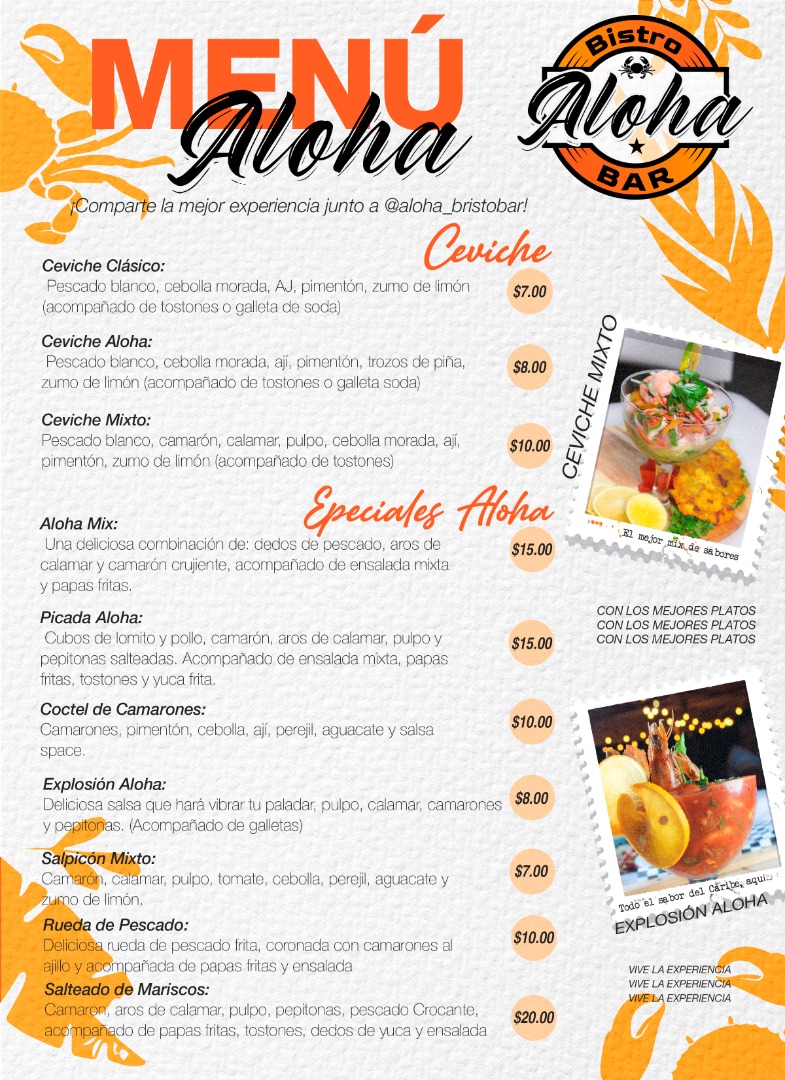 MENÚ
Aloha
Bistro
Aloha
BAR
¡Comparte la mejor experiencia junto a @aloha_bristobar!
Ceviche
Ceviche Clásico:
Pescado blanco, cebolla morada, AJ, pimentón, zumo de limón
(acompañado de tostones o galleta de soda)
$7.00
Ceviche Aloha:
Pescado blanco, cebolla morada, ají, pimentón, trozos de piña,
zumo de limón (acompañado de tostones o galleta soda)
$8.00
Ceviche Mixto:
Pescado blanco, camarón, calamar, pulpo, cebolla morada, ají,
pimentón, zumo de limón (acompañado de tostones)
$10.00
Epeciales Aloha
Aloha Mix:
Una deliciosa combinación de: dedos de pescado, aros de
calamar y camarón crujiente, acompañado de ensalada mixta
y papas fritas.
$15.00
Picada Aloha:
Cubos de lomito y pollo, camarón, aros de calamar, pulpo y
pepitonas salteadas. Acompañado de ensalada mixta, papas
fritas, tostones y yuca frita.
$15.00
Coctel de Camarones:
Camarones, pimentón, cebolla, ají, perejil, aguacate y salsa
space.
$10.00
Explosión Aloha:
Deliciosa salsa que hará vibrar tu paladar, pulpo, calamar, camarones
y pepitonas. (Acompañado de galletas)
$8.00
Salpicón Mixto:
Camarón, calamar, pulpo, tomate, cebolla, perejil, aguacate y
zumo de limón.
$7.00
Rueda de Pescado:
Deliciosa rueda de pescado frita, coronada con camarones al
ajillo y acompañada de papas fritas y ensalada
$10.00
Salteado de Mariscos:
Camaron, aros de calamar, pulpo, pepitonas, pescado Crocante,
acompañado de papas fritas, tostones, dedos de yuca y ensalada
$20.00
CEVICHE MIXTO
El mejor mix de sabores
CON LOS MEJORES PLATOS
CON LOS MEJORES PLATOS
CON LOS MEJORES PLATOS
Todo el sabor del Caribe, aquí
EXPLOSIÓN ALOHA
VIVE LA EXPERIENCIA
VIVE LA EXPERIENCIA
VIVE LA EXPERIENCIA